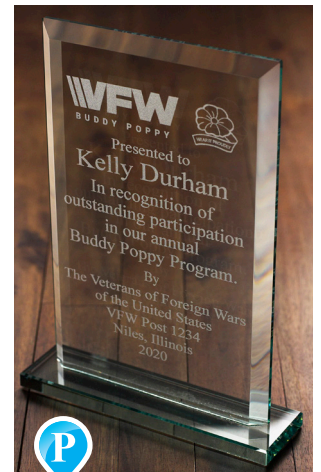 VFW
BUDDY POPPY
Presented to
Kelly Durham
In recognition of
outstanding participation
in our annual
Buddy Poppy Program.
By
The Veterans of Foreign Wars
of the United States
VFW Post 1234
Niles, Illinois
2020
P